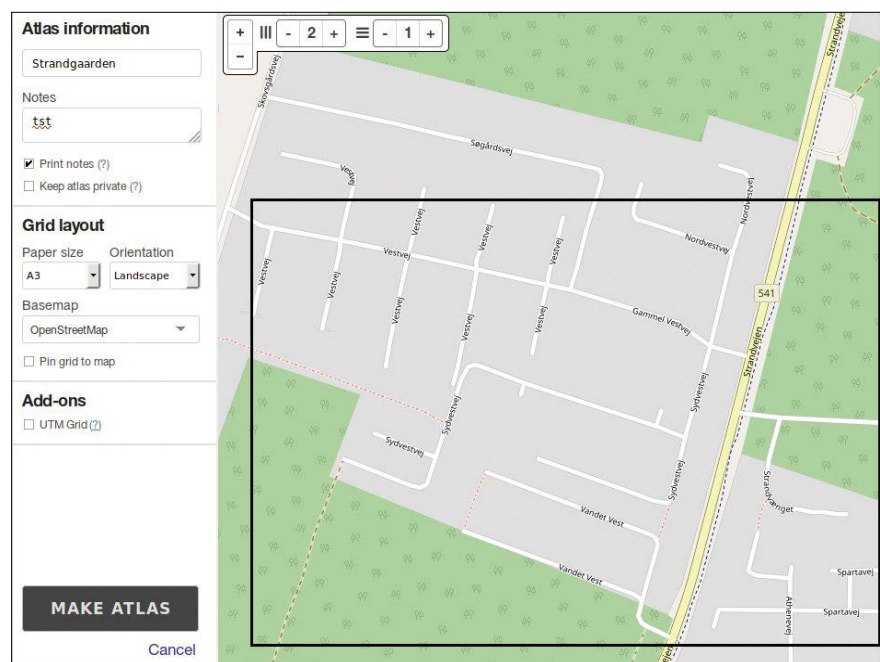 Atlas information
Strandgaarden
Notes
tst
Print notes (?)
Keep atlas private (?)
Grid layout
Paper size Orientation
A3 Landscape
Basemap
OpenStreetMap
Pin grid to map
Add-ons
UTM Grid (?)
MAKE ATLAS
Cancel
+
-
- 2 +
- 1 +
Skovsgårdsvej
Strandvejen
Søgårdsvej
Vestvej
Nordvestvej
Vestvej
Vestvej
Vestvej
Nordvestvej
Vestvej
Vestvej
Vestvej
541
Vestvej
Vestvej
Gammel Vestvej
Vestvej
Strandvejen
Sydvestvej
Sydvestvej
Sydvestvej
Sydvestvej
Strandvænget
Vandet Vest
Vandet Vest
Spartavej
Athenevej
Spartavej
vejen